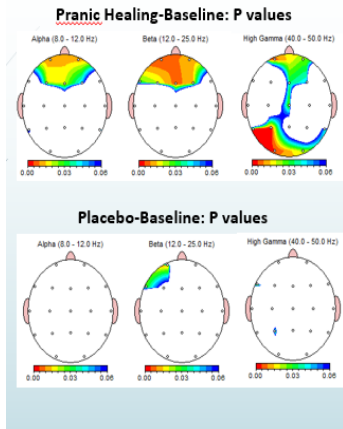 Pranic Healing-Baseline: P values
Alpha (8.0 - 12.0 Hz) Beta (12.0 - 25.0 Hz) High Gamma (40.0 - 50.0 Hz)
0.00 0.03 0.06 0.00 0.03 0.06 0.00 0.03 0.06
Placebo-Baseline: P values
Alpha (8.0 - 12.0 Hz) Beta (12.0 - 25.0 Hz) High Gamma (40.0 - 50.0 Hz)
0.00 0.03 0.06 0.00 0.03 0.06 0.00 0.03 0.06